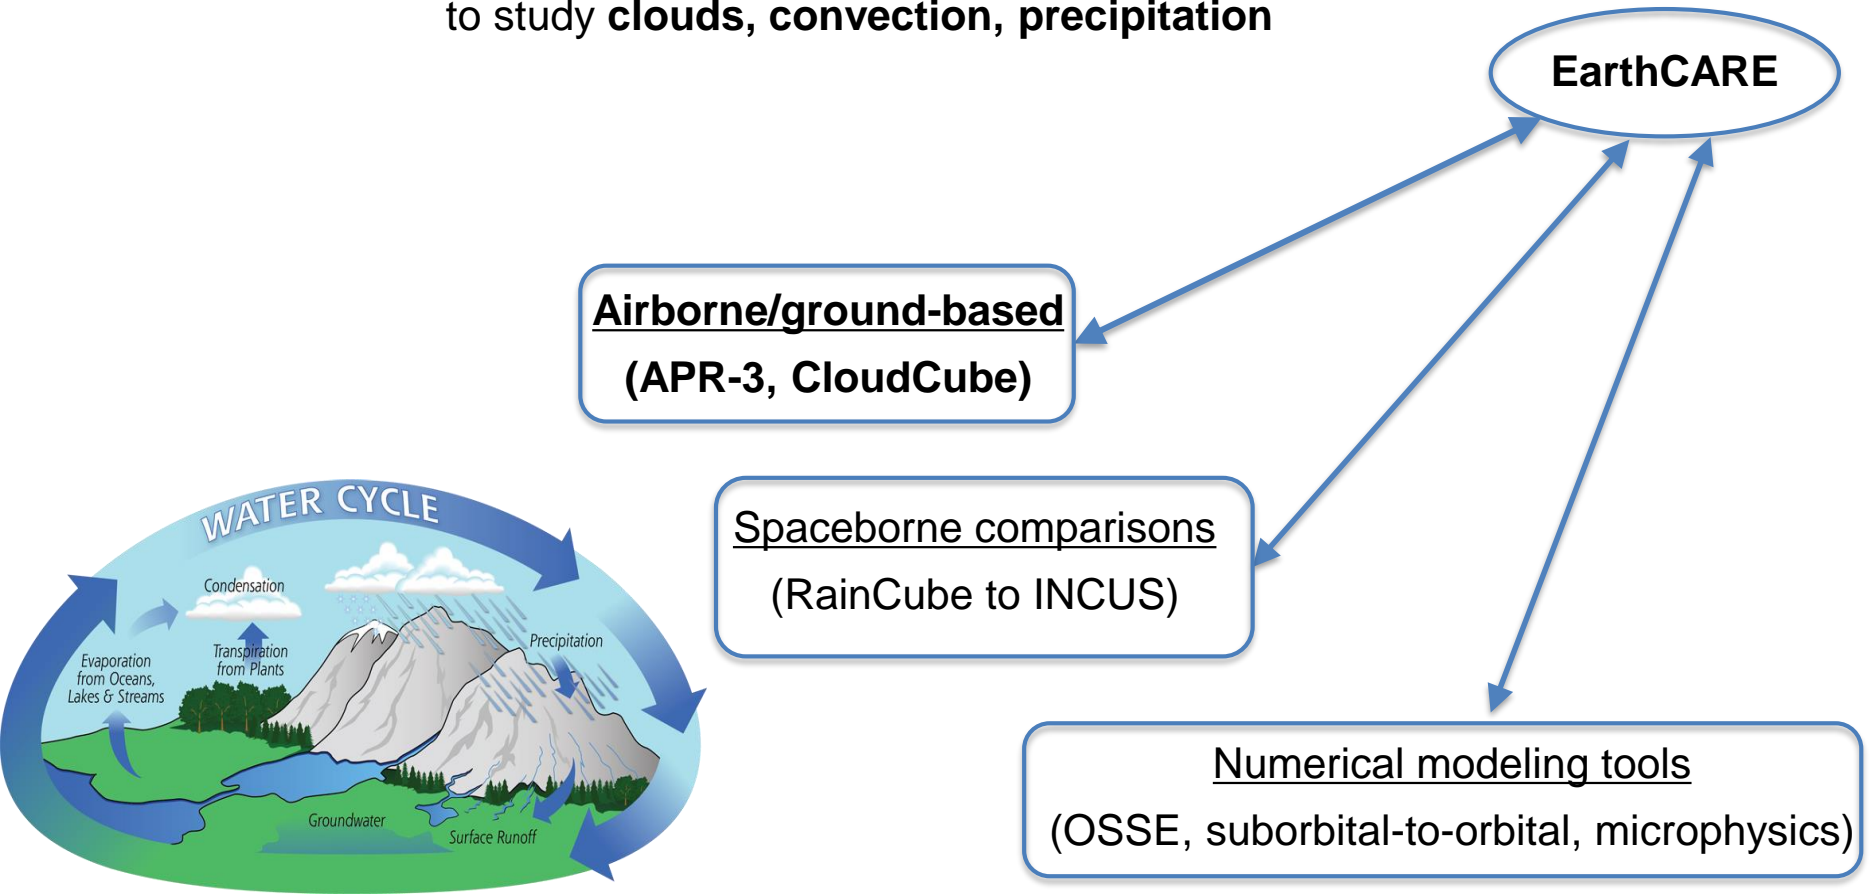 to study clouds, convection, precipitation
EarthCARE
Airborne/ground-based
(APR-3, CloudCube)
Spaceborne comparisons
(RainCube to INCUS)
Numerical modeling tools
(OSSE, suborbital-to-orbital, microphysics)
WATER CYCLE
Condensation
Precipitation
Transpiration
from Plants
Evaporation
from Oceans,
Lakes & Streams
Groundwater
Surface Runoff